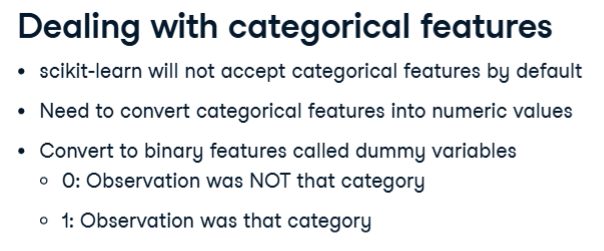 Dealing with categorical features
• scikit-learn will not accept categorical features by default
• Need to convert categorical features into numeric values
• Convert to binary features called dummy variables
○ 0: Observation was NOT that category
○ 1: Observation was that category